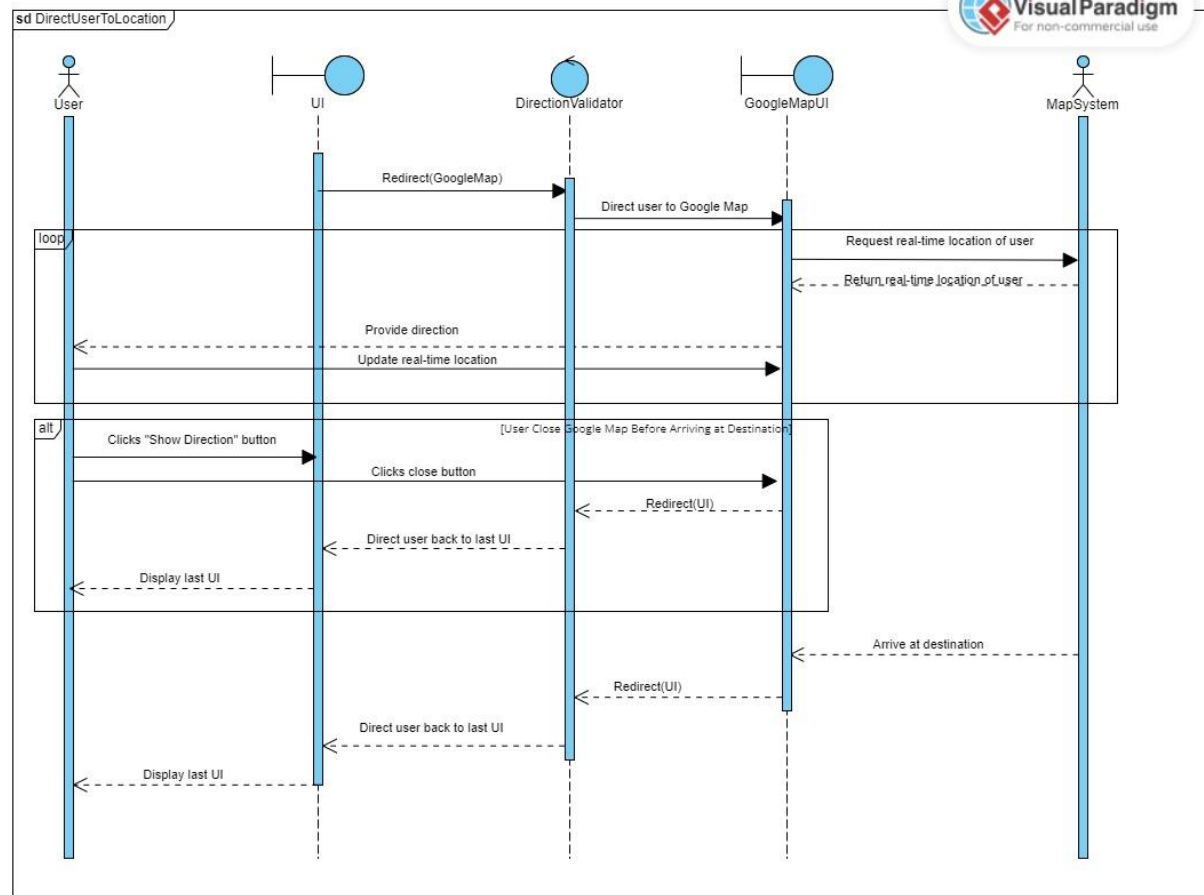 sd DirectUserToLocation
VisualParadigm
For non-commercial use
User
UI
DirectionValidator
GoogleMapUI
MapSystem
Redirect(GoogleMap)
Direct user to Google Map
loop
Request real-time location of user
Return real-time location of user
Provide direction
Update real-time location
alt
[User Close Google Map Before Arriving at Destination]
Clicks "Show Direction" button
Clicks close button
Redirect(UI)
Direct user back to last UI
Display last UI
Arrive at destination
Redirect(UI)
Direct user back to last UI
Display last UI